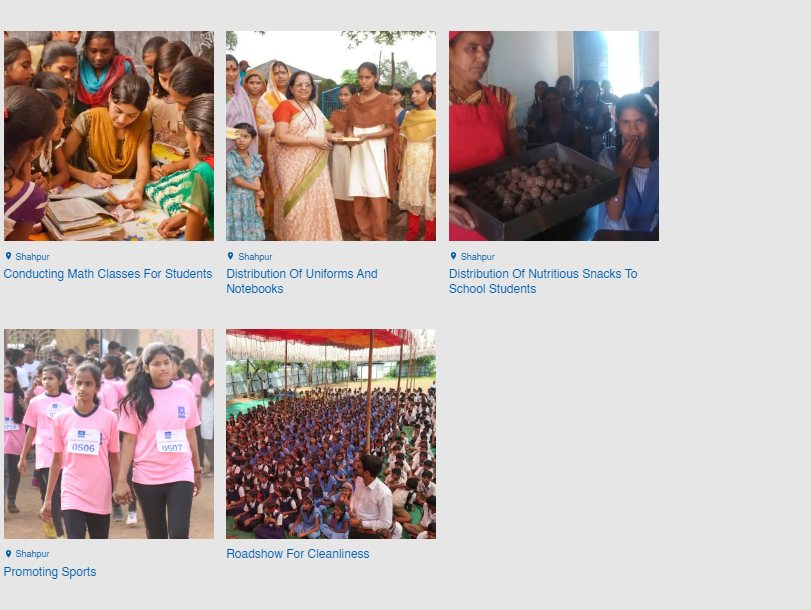 Shahpur
Conducting Math Classes For Students
Shahpur
Distribution Of Uniforms And
Notebooks
Shahpur
Distribution Of Nutritious Snacks To
School Students
0506
0507
Shahpur
Promoting Sports
Roadshow For Cleanliness